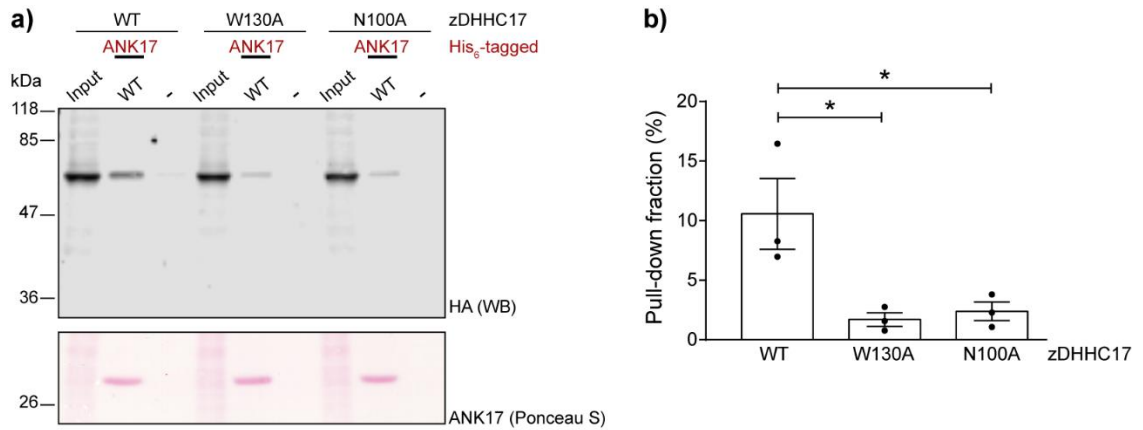 a)
WT W130A N100A zDHHC17
ANK17 ANK17 ANK17 His6-tagged
kDa Input WT - Input WT - Input WT -
118
85
47
36
HA (WB)
26
ANK17 (Ponceau S)
b)
*
*
Pull-down fraction (%)
20
15
10
5
0
WT W130A N100A zDHHC17